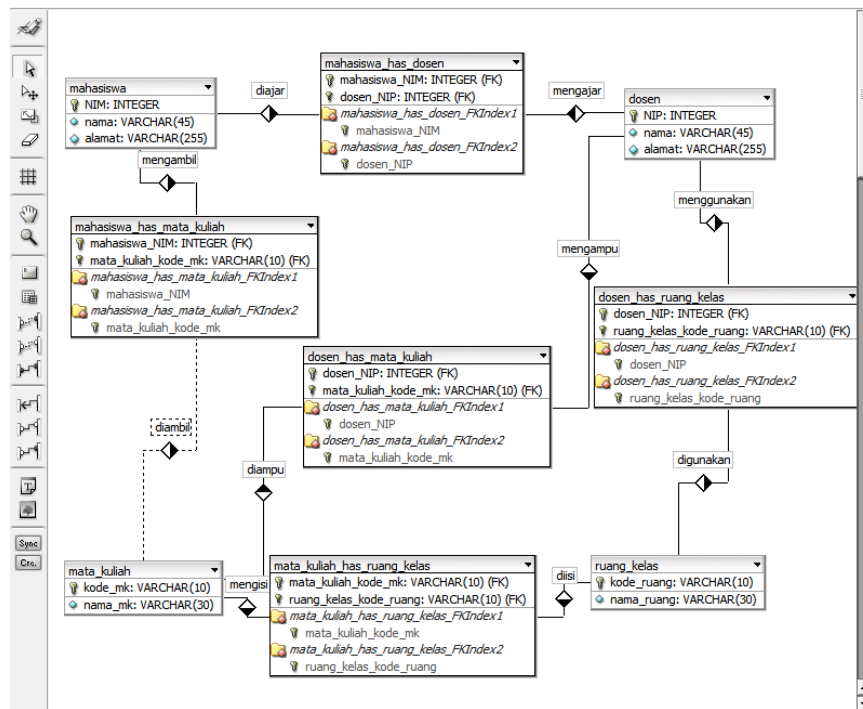 mahasiswa_has_dosen
mahasiswa_NIM: INTEGER (FK)
dosen_NIP: INTEGER (FK)
mahasiswa_has_dosen_FKIndex1
mahasiswa_NIM
mahasiswa_has_dosen_FKIndex2
dosen_NIP
mahasiswa
NIM: INTEGER
nama: VARCHAR(45)
alamat: VARCHAR(255)
diajar
mengajar
dosen
NIP: INTEGER
nama: VARCHAR(45)
alamat: VARCHAR(255)
mengambil
menggunakan
mahasiswa_has_mata_kuliah
mahasiswa_NIM: INTEGER (FK)
mata_kuliah_kode_mk: VARCHAR(10) (FK)
mahasiswa_has_mata_kuliah_FKIndex1
mahasiswa_NIM
mahasiswa_has_mata_kuliah_FKIndex2
mata_kuliah_kode_mk
mengampu
dosen_has_ruang_kelas
dosen_NIP: INTEGER (FK)
ruang_kelas_kode_ruang: VARCHAR(10) (FK)
dosen_has_ruang_kelas_FKIndex1
dosen_NIP
dosen_has_ruang_kelas_FKIndex2
ruang_kelas_kode_ruang
dosen_has_mata_kuliah
dosen_NIP: INTEGER (FK)
mata_kuliah_kode_mk: VARCHAR(10) (FK)
dosen_has_mata_kuliah_FKIndex1
dosen_NIP
dosen_has_mata_kuliah_FKIndex2
mata_kuliah_kode_mk
diambil
diampu
digunakan
mata_kuliah
kode_mk: VARCHAR(10)
nama_mk: VARCHAR(30)
mengisi
mata_kuliah_has_ruang_kelas
mata_kuliah_kode_mk: VARCHAR(10) (FK)
ruang_kelas_kode_ruang: VARCHAR(10) (FK)
mata_kuliah_has_ruang_kelas_FKIndex1
mata_kuliah_kode_mk
mata_kuliah_has_ruang_kelas_FKIndex2
ruang_kelas_kode_ruang
diisi
ruang_kelas
kode_ruang: VARCHAR(10)
nama_ruang: VARCHAR(30)
Sync
Cre.